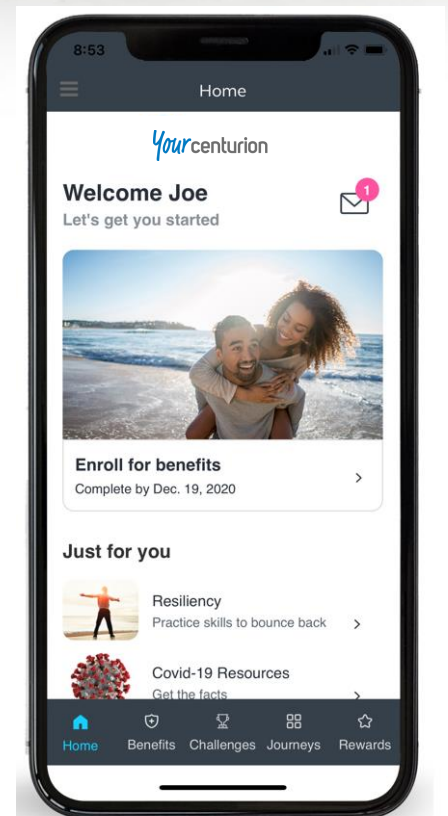 8:53
Home
Yourcenturion
Welcome Joe
1
Let's get you started
Enroll for benefits
Complete by Dec. 19, 2020
Just for you
Resiliency
Practice skills to bounce back
Covid-19 Resources
Get the facts
Home Benefits Challenges Journeys Rewards